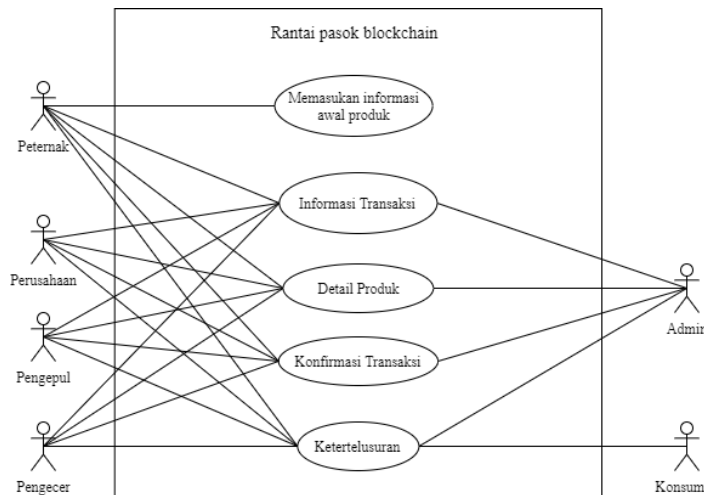 Rantai pasok blockchain
Memasukan informasi
awal produk
Peternak
Informasi Transaksi
Perusahaan
Detail Produk
Admin
Konfirmasi Transaksi
Pengepul
Ketertelusuran
Pengecer
Konsum